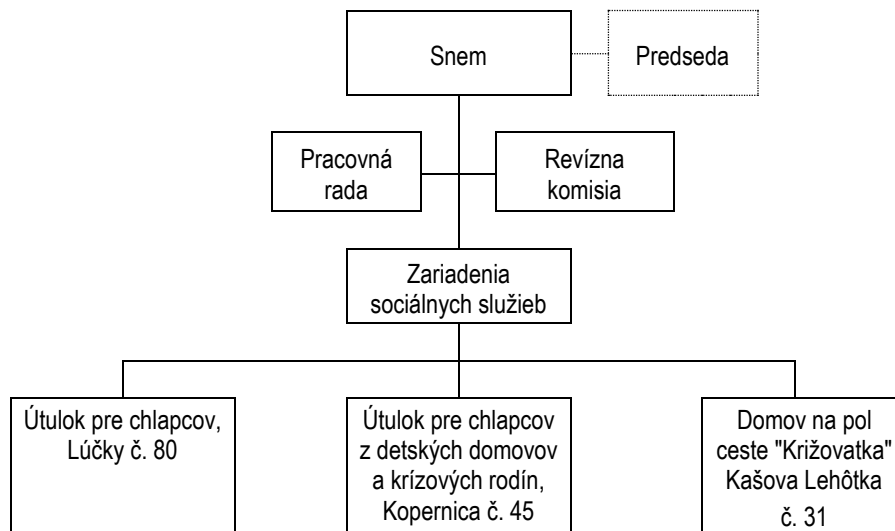 Snem
Predseda
Pracovná
rada
Revízna
komisia
Zariadenia
sociálnych služieb
Útulok pre chlapcov,
Lúčky č. 80
Útulok pre chlapcov
z detských domovov
a krízových rodín,
Kopernica č. 45
Domov na pol
ceste "Križovatka"
Kašova Lehôtka
č. 31